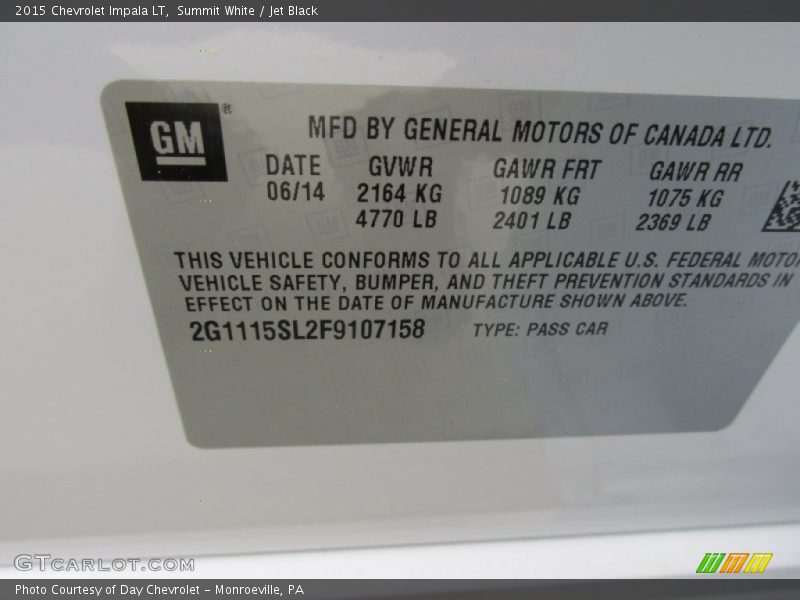 2015 Chevrolet Impala LT, Summit White / Jet Black
GM ®
MFD BY GENERAL MOTORS OF CANADA LTD.
DATE GVWR GAWR FRT GAWR RR
06/14 2164 KG 1089 KG 1075 KG
4770 LB 2401 LB 2369 LB
THIS VEHICLE CONFORMS TO ALL APPLICABLE U.S. FEDERAL MOTOR
VEHICLE SAFETY, BUMPER, AND THEFT PREVENTION STANDARDS IN
EFFECT ON THE DATE OF MANUFACTURE SHOWN ABOVE.
2G1115SL2F9107158 TYPE: PASS CAR
GTCARLOT.COM
Photo Courtesy of Day Chevrolet - Monroeville, PA